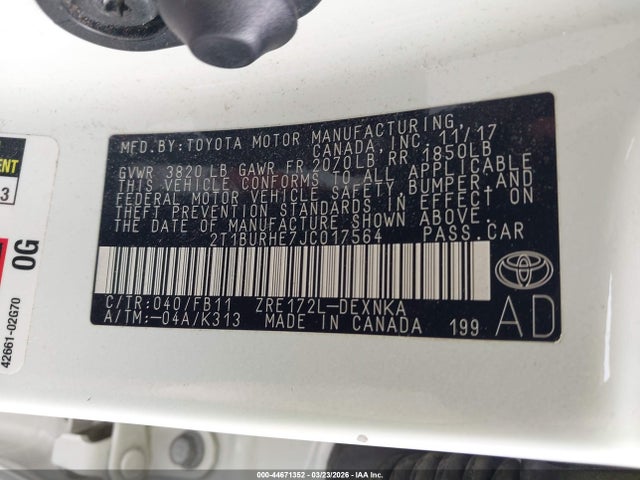 MFD.BY:TOYOTA MOTOR MANUFACTURING,
CANADA, INC. 11/17
GVWR 3820 LB GAWR FR 2070LB, RR 1850LB
THIS VEHICLE CONFORMS TO ALL APPLICABLE
FEDERAL MOTOR VEHICLE SAFETY, BUMPER, AND
THEFT PREVENTION STANDARDS IN EFFECT ON
THE DATE OF MANUFACTURE SHOWN ABOVE.
2T1BURHE7JC017564 PASS.CAR
C/TR:040/FB11 ZRE172L-DEXNKA
A/TM:-04A/K313 MADE IN CANADA 199
AD
0G
42661-02G70
000-44671352 | 03/23/2026 - IAA Inc.